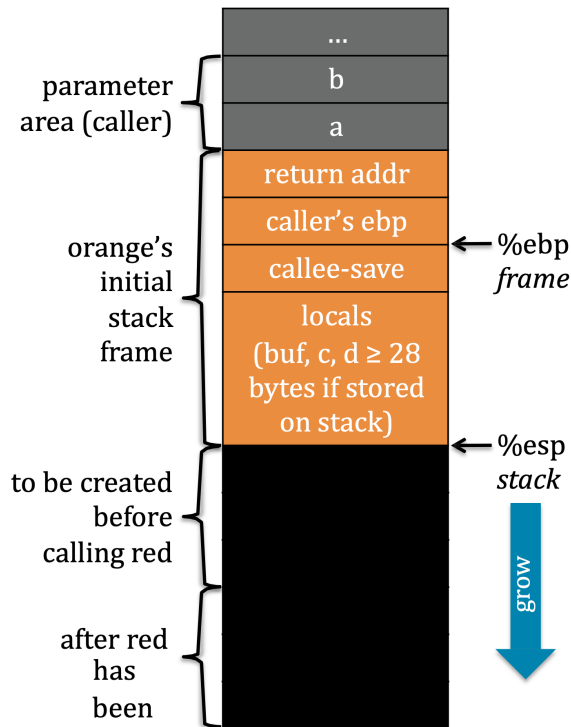 ...
b
a
parameter
area (caller)
return addr
caller's ebp
callee-save
locals
(buf, c, d ≥ 28
bytes if stored
on stack)
orange's
initial
stack
frame
%ebp
frame
%esp
stack
to be created
before
calling red
after red
has
been
grow